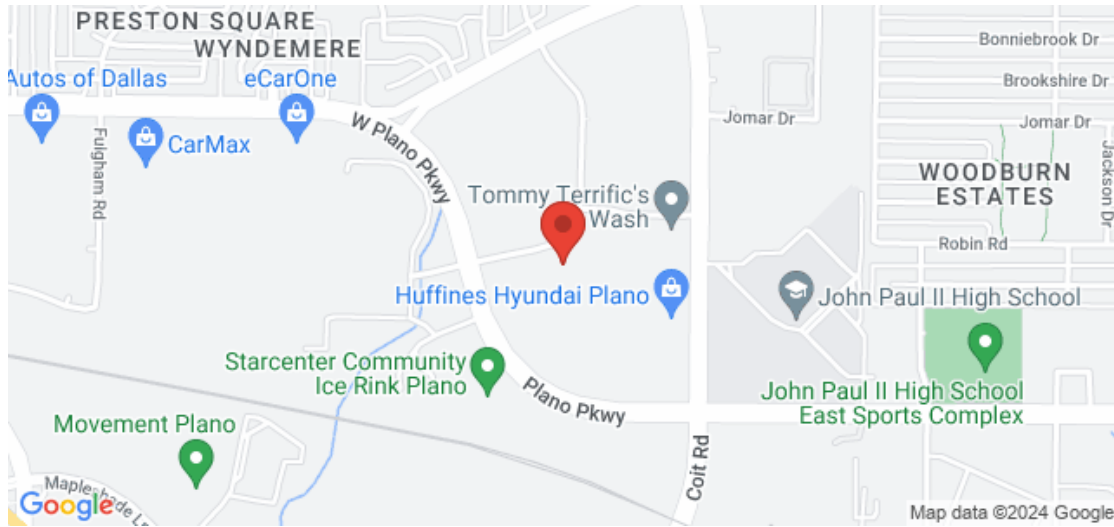 PRESTON SQUARE
WYNDEMERE
Bonniebrook Dr
Autos of Dallas
eCarOne
Brookshire Dr
W Plano Pkwy
Jomar Dr
Jomar Dr
CarMax
Fulgham Rd
WOODBURN
ESTATES
Jackson Dr
Tommy Terrific's
Wash
Robin Rd
Huffines Hyundai Plano
John Paul II High School
Starcenter Community
Ice Rink Plano
Plano Pkwy
John Paul II High School
East Sports Complex
Movement Plano
Coit Rd
Mapleshade L
Google
Map data ©2024 Google